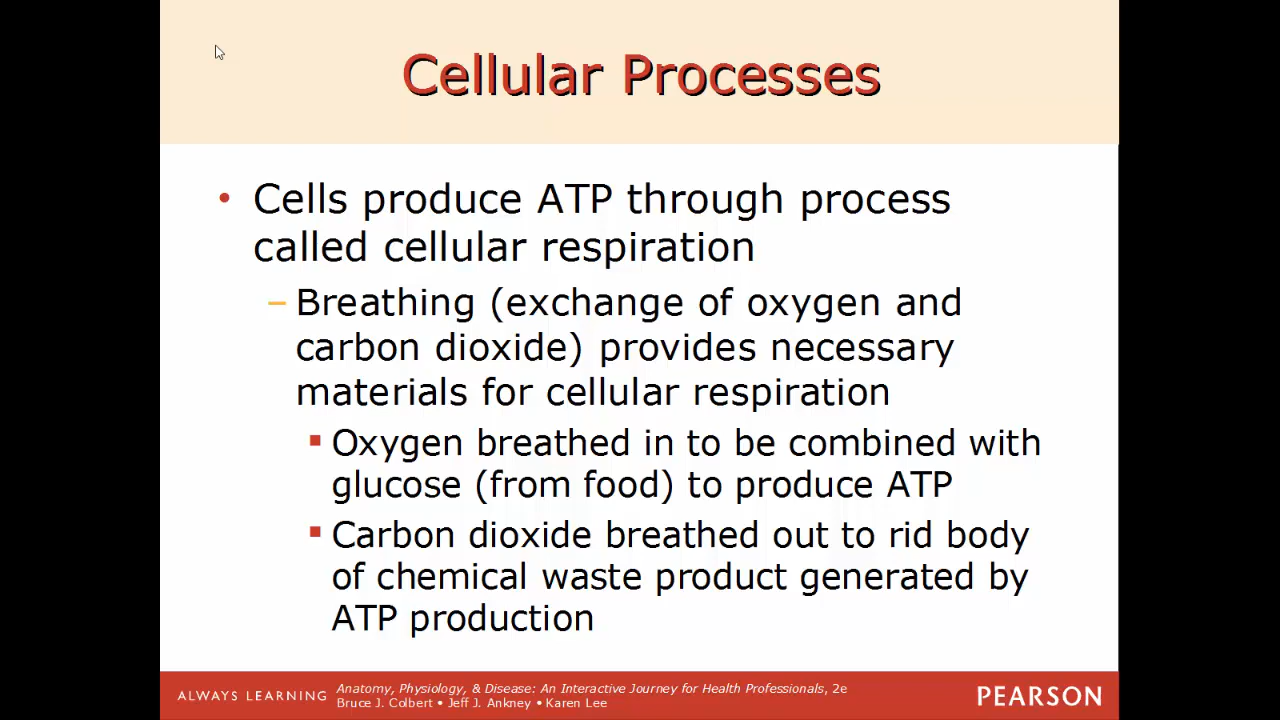 Cellular Processes
• Cells produce ATP through process
called cellular respiration
– Breathing (exchange of oxygen and
carbon dioxide) provides necessary
materials for cellular respiration
▪ Oxygen breathed in to be combined with
glucose (from food) to produce ATP
▪ Carbon dioxide breathed out to rid body
of chemical waste product generated by
ATP production
ALWAYS LEARNING
Anatomy, Physiology, & Disease: An Interactive Journey for Health Professionals, 2e
Bruce J. Colbert • Jeff J. Ankney • Karen Lee
PEARSON